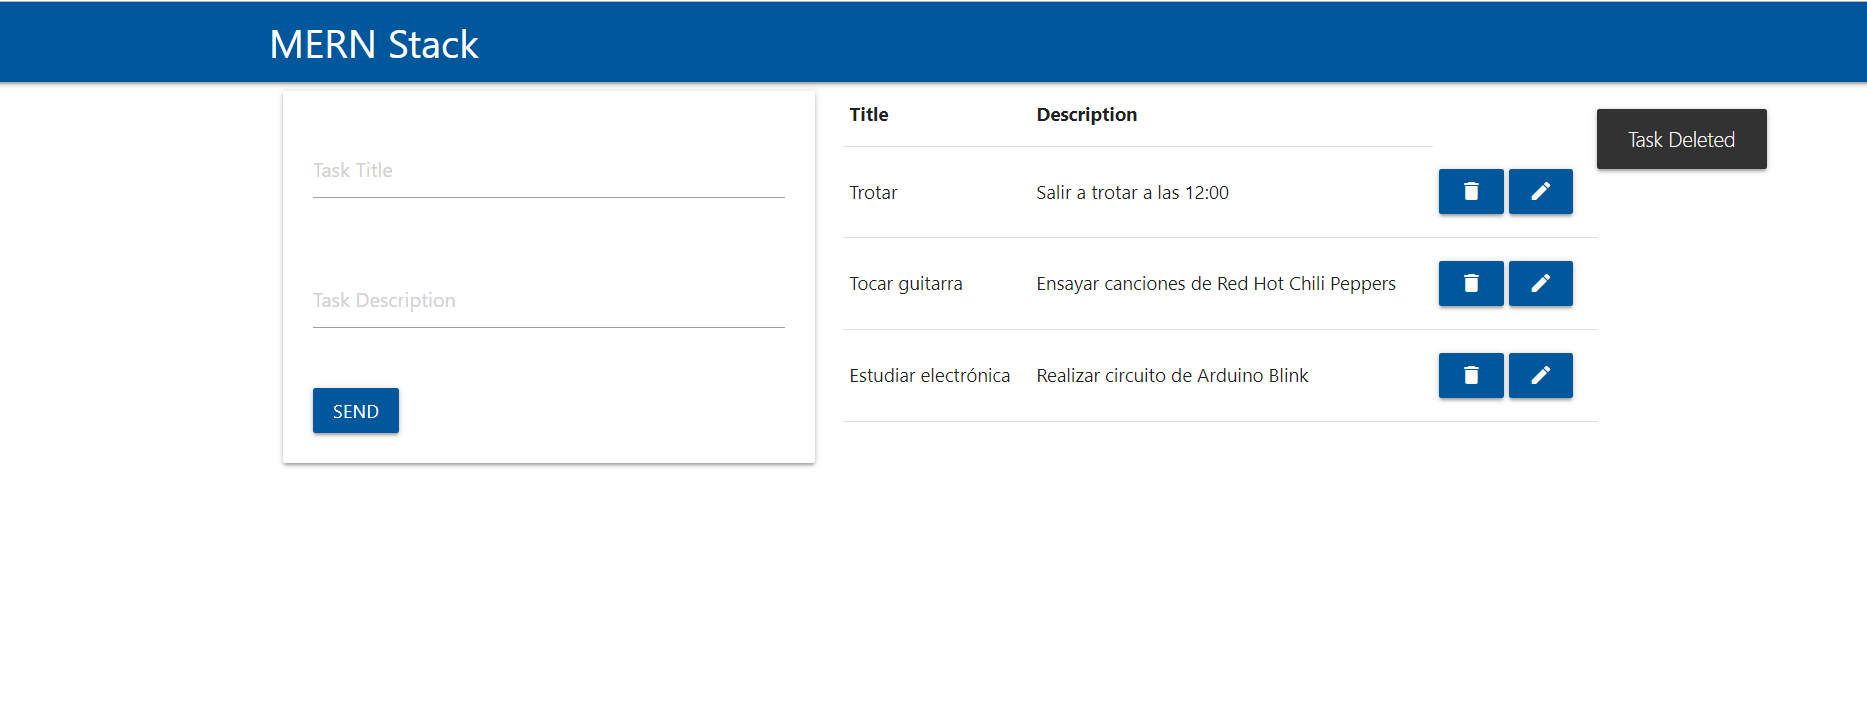 MERN Stack
Task Title
Task Description
SEND
Title Description
Trotar Salir a trotar a las 12:00
Tocar guitarra Ensayar canciones de Red Hot Chili Peppers
Estudiar electrónica Realizar circuito de Arduino Blink
Task Deleted